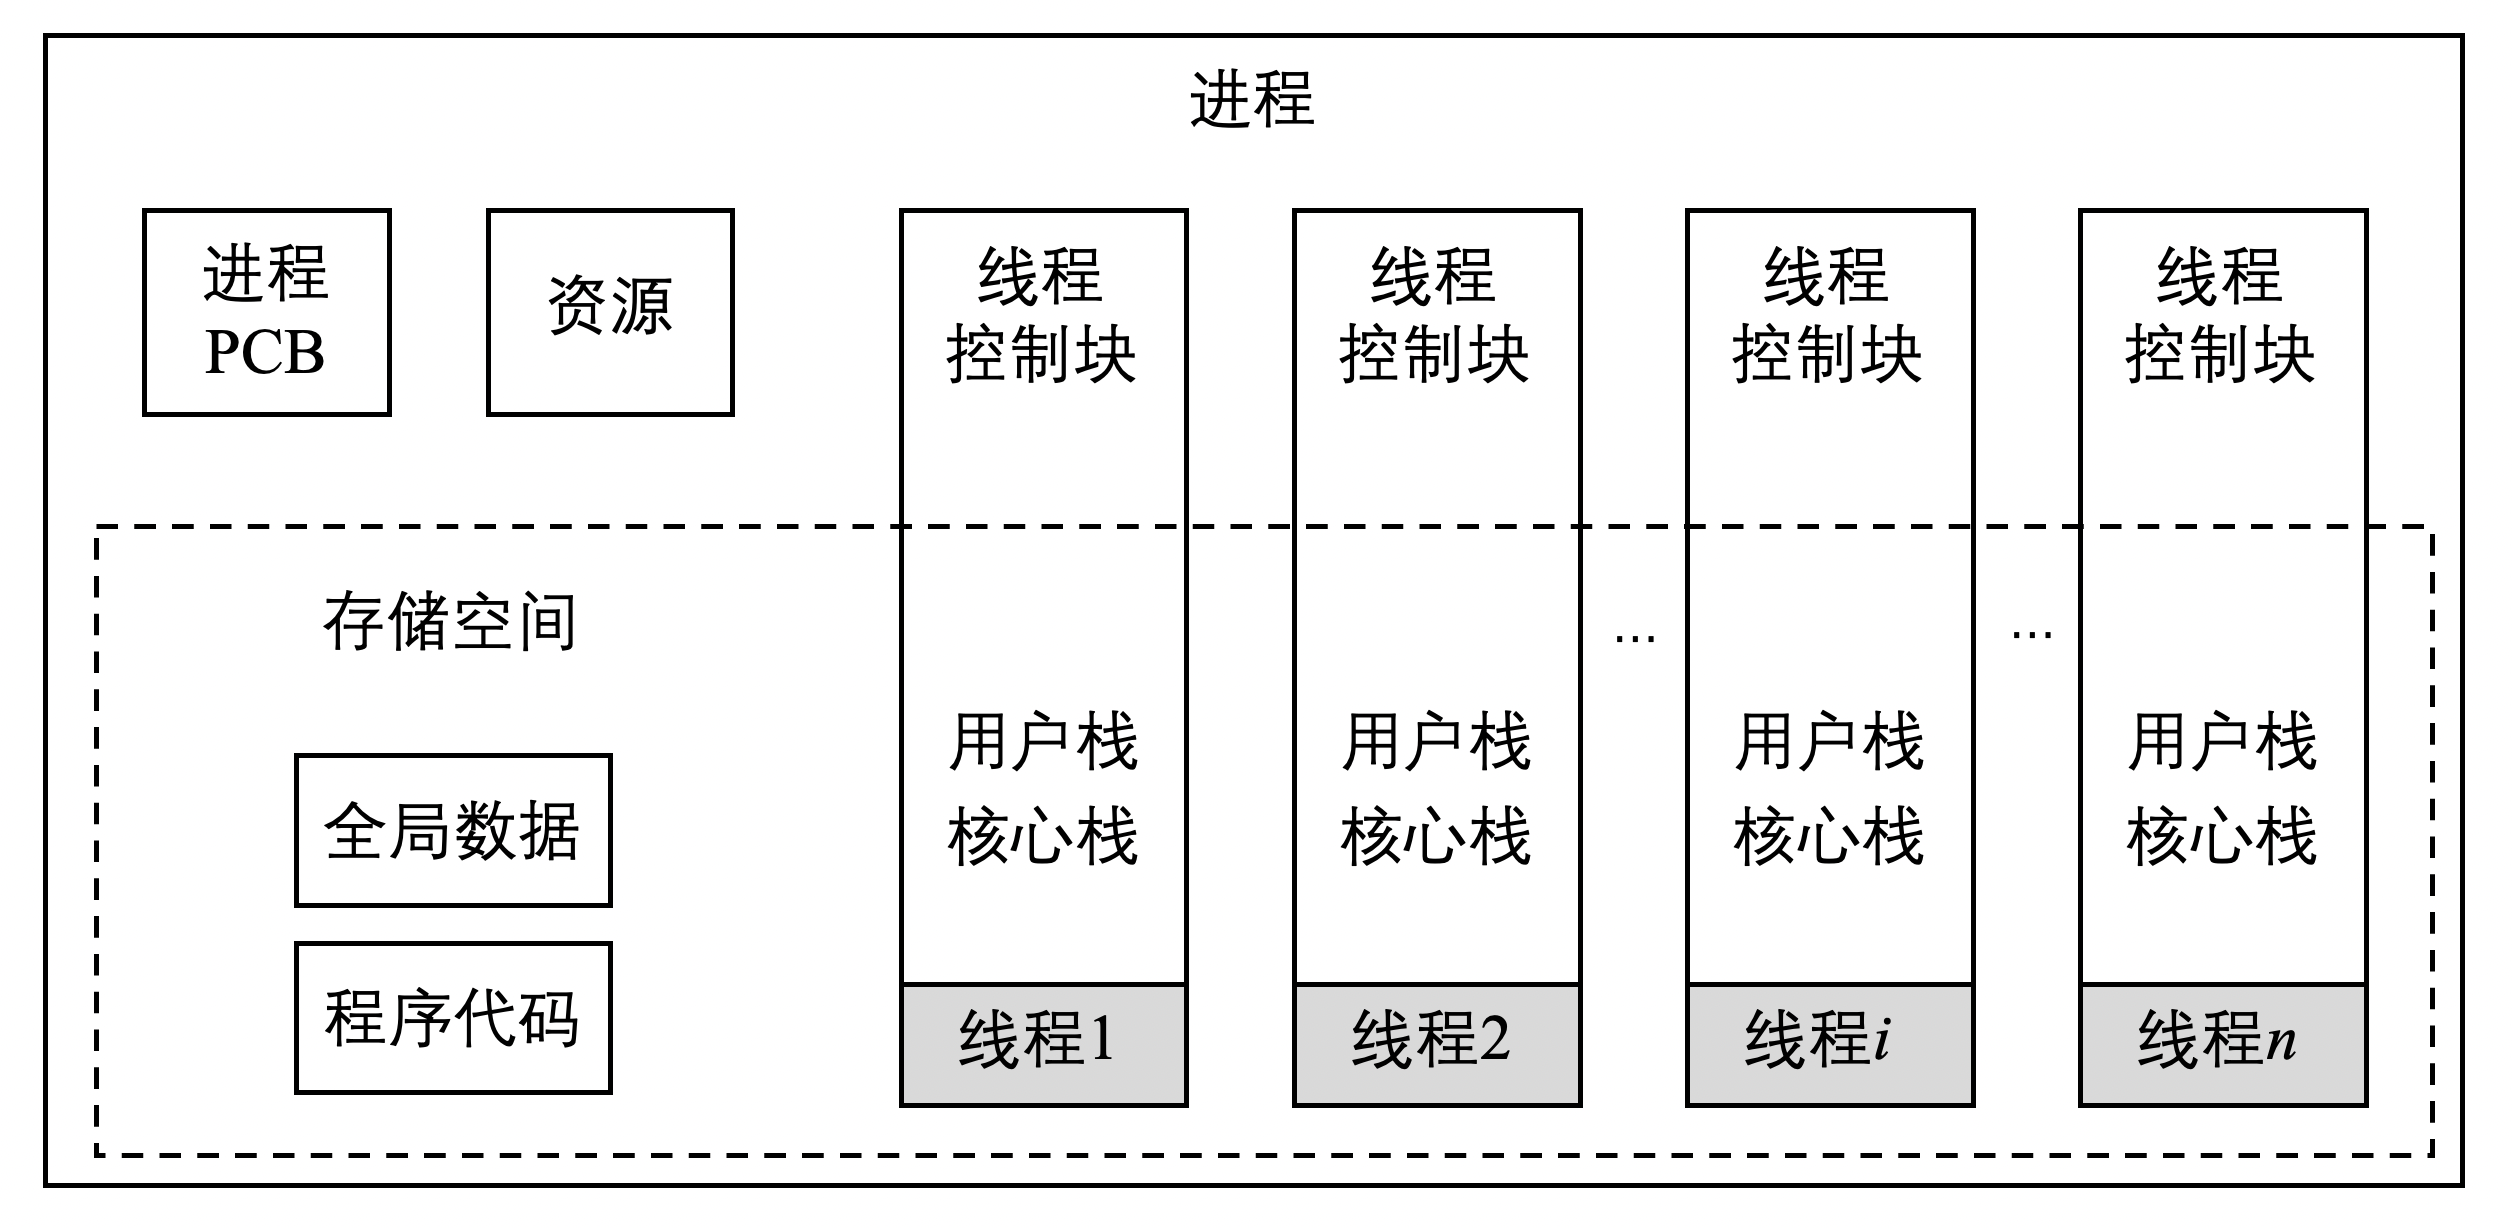 进程
进程
PCB
资源
线程
控制块
线程
控制块
线程
控制块
线程
控制块
存储空间
...
...
用户栈
核心栈
用户栈
核心栈
用户栈
核心栈
用户栈
核心栈
全局数据
程序代码
线程1
线程2
线程i
线程n